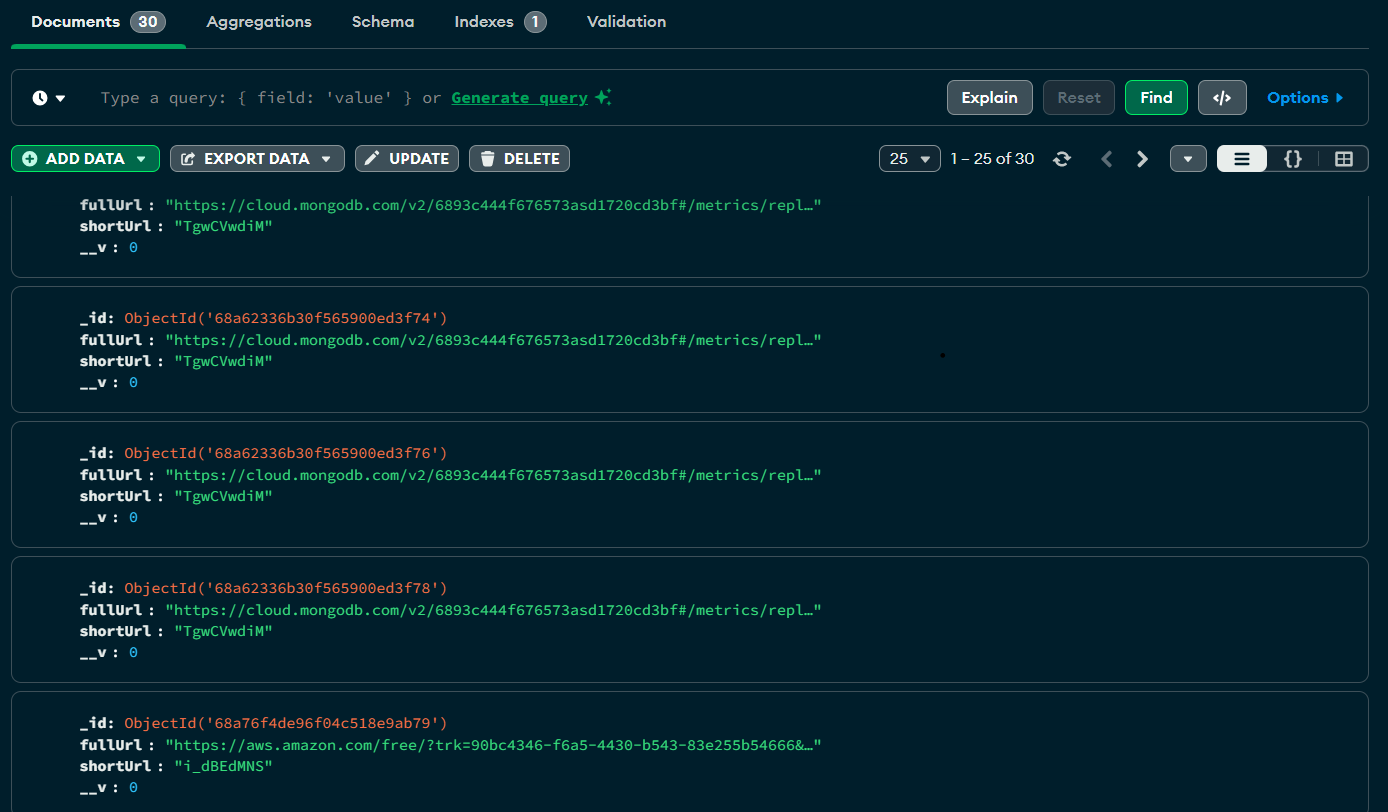 Documents 30 Aggregations Schema Indexes 1 Validation
Type a query: { field: 'value' } or Generate query
Explain Reset Find </> Options
ADD DATA EXPORT DATA UPDATE DELETE 25 1 – 25 of 30 {}
fullUrl : "https://cloud.mongodb.com/v2/6893c444f676573asd1720cd3bf#/metrics/repl…"
shortUrl : "TgwCVwdiM"
__v : 0
_id: ObjectId('68a62336b30f565900ed3f74')
fullUrl : "https://cloud.mongodb.com/v2/6893c444f676573asd1720cd3bf#/metrics/repl…"
shortUrl : "TgwCVwdiM"
__v : 0
_id: ObjectId('68a62336b30f565900ed3f76')
fullUrl : "https://cloud.mongodb.com/v2/6893c444f676573asd1720cd3bf#/metrics/repl…"
shortUrl : "TgwCVwdiM"
__v : 0
_id: ObjectId('68a62336b30f565900ed3f78')
fullUrl : "https://cloud.mongodb.com/v2/6893c444f676573asd1720cd3bf#/metrics/repl…"
shortUrl : "TgwCVwdiM"
__v : 0
_id: ObjectId('68a76f4de96f04c518e9ab79')
fullUrl : "https://aws.amazon.com/free/?trk=90bc4346-f6a5-4430-b543-83e255b54666&…"
shortUrl : "i_dBEdMNS"
__v : 0